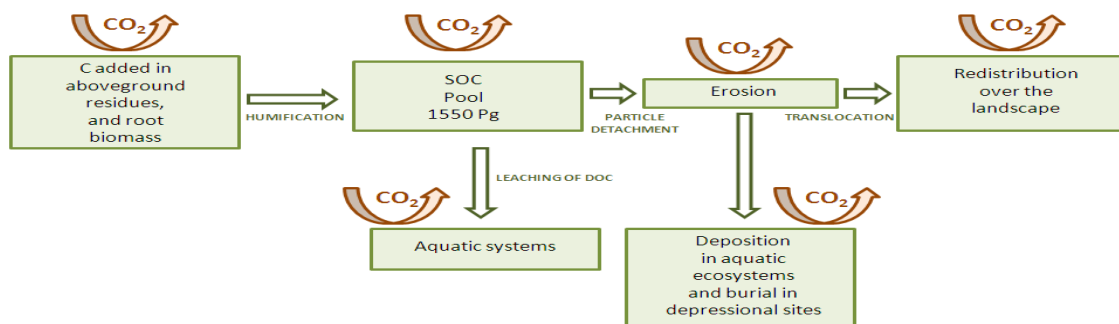 CO₂
C added in
aboveground
residues,
and root
biomass
HUMIFICATION
CO₂
SOC
Pool
1550 Pg
PARTICLE
DETACHMENT
CO₂
Erosion
TRANSLOCATION
CO₂
Redistribution
over the
landscape
LEACHING OF DOC
CO₂
Aquatic systems
CO₂
Deposition
in aquatic
ecosystems
and burial in
depressional sites